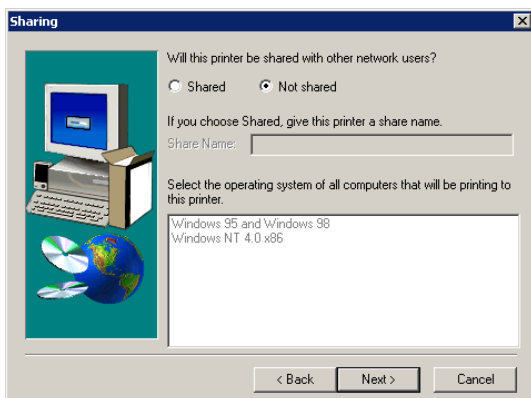 Sharing
Will this printer be shared with other network users?
Shared
Not shared
If you choose Shared, give this printer a share name.
Share Name:
Select the operating system of all computers that will be printing to
this printer.
Windows 95 and Windows 98
Windows NT 4.0 x86
< Back
Next >
Cancel